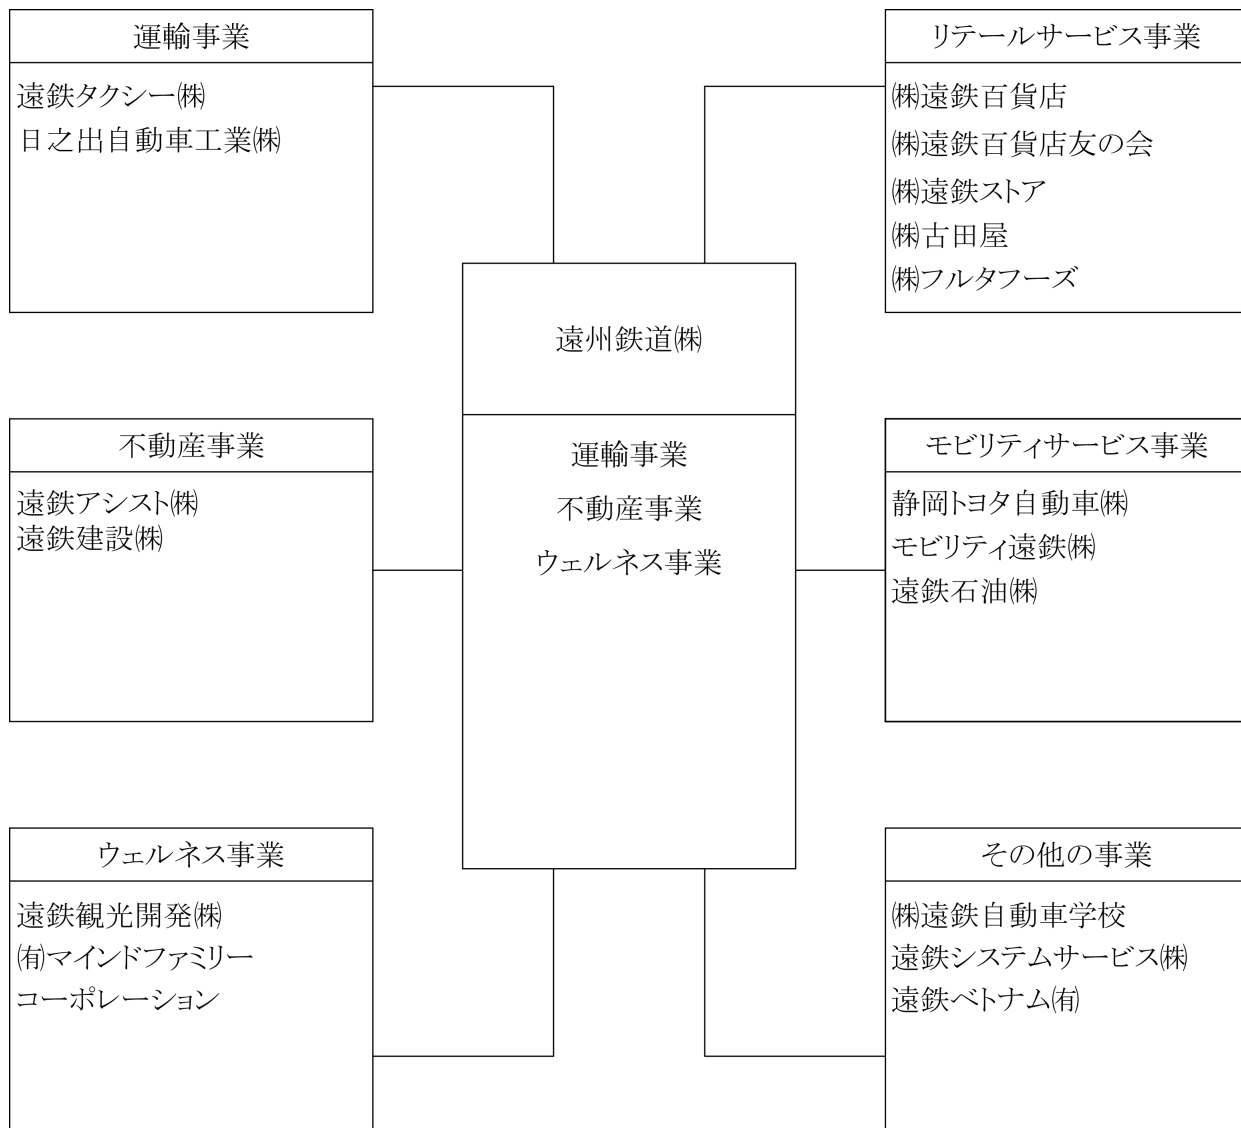 運輸事業
遠鉄タクシー㈱
日之出自動車工業㈱
リテールサービス事業
㈱遠鉄百貨店
㈱遠鉄百貨店友の会
㈱遠鉄ストア
㈱古田屋
㈱フルタフーズ
遠州鉄道㈱
運輸事業
不動産事業
ウェルネス事業
不動産事業
遠鉄アシスト㈱
遠鉄建設㈱
モビリティサービス事業
静岡トヨタ自動車㈱
モビリティ遠鉄㈱
遠鉄石油㈱
ウェルネス事業
遠鉄観光開発㈱
㈲マインドファミリー
コーポレーション
その他の事業
㈱遠鉄自動車学校
遠鉄システムサービス㈱
遠鉄ベトナム㈲